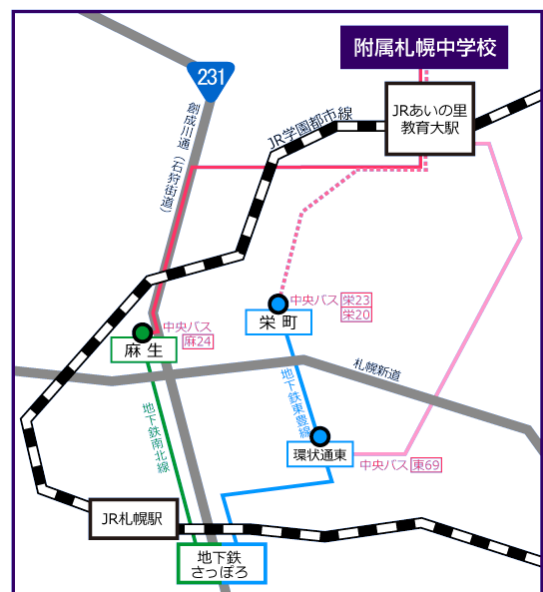 附属札幌中学校
231
JRあいの里
教育大駅
JR学園都市線
創成川通（石狩街道）
中央バス 栄23
栄20
栄 町
中央バス
麻24
麻 生
札幌新道
地下鉄東豊線
地下鉄南北線
環状通東
中央バス 東69
JR札幌駅
地下鉄
さっぽろ